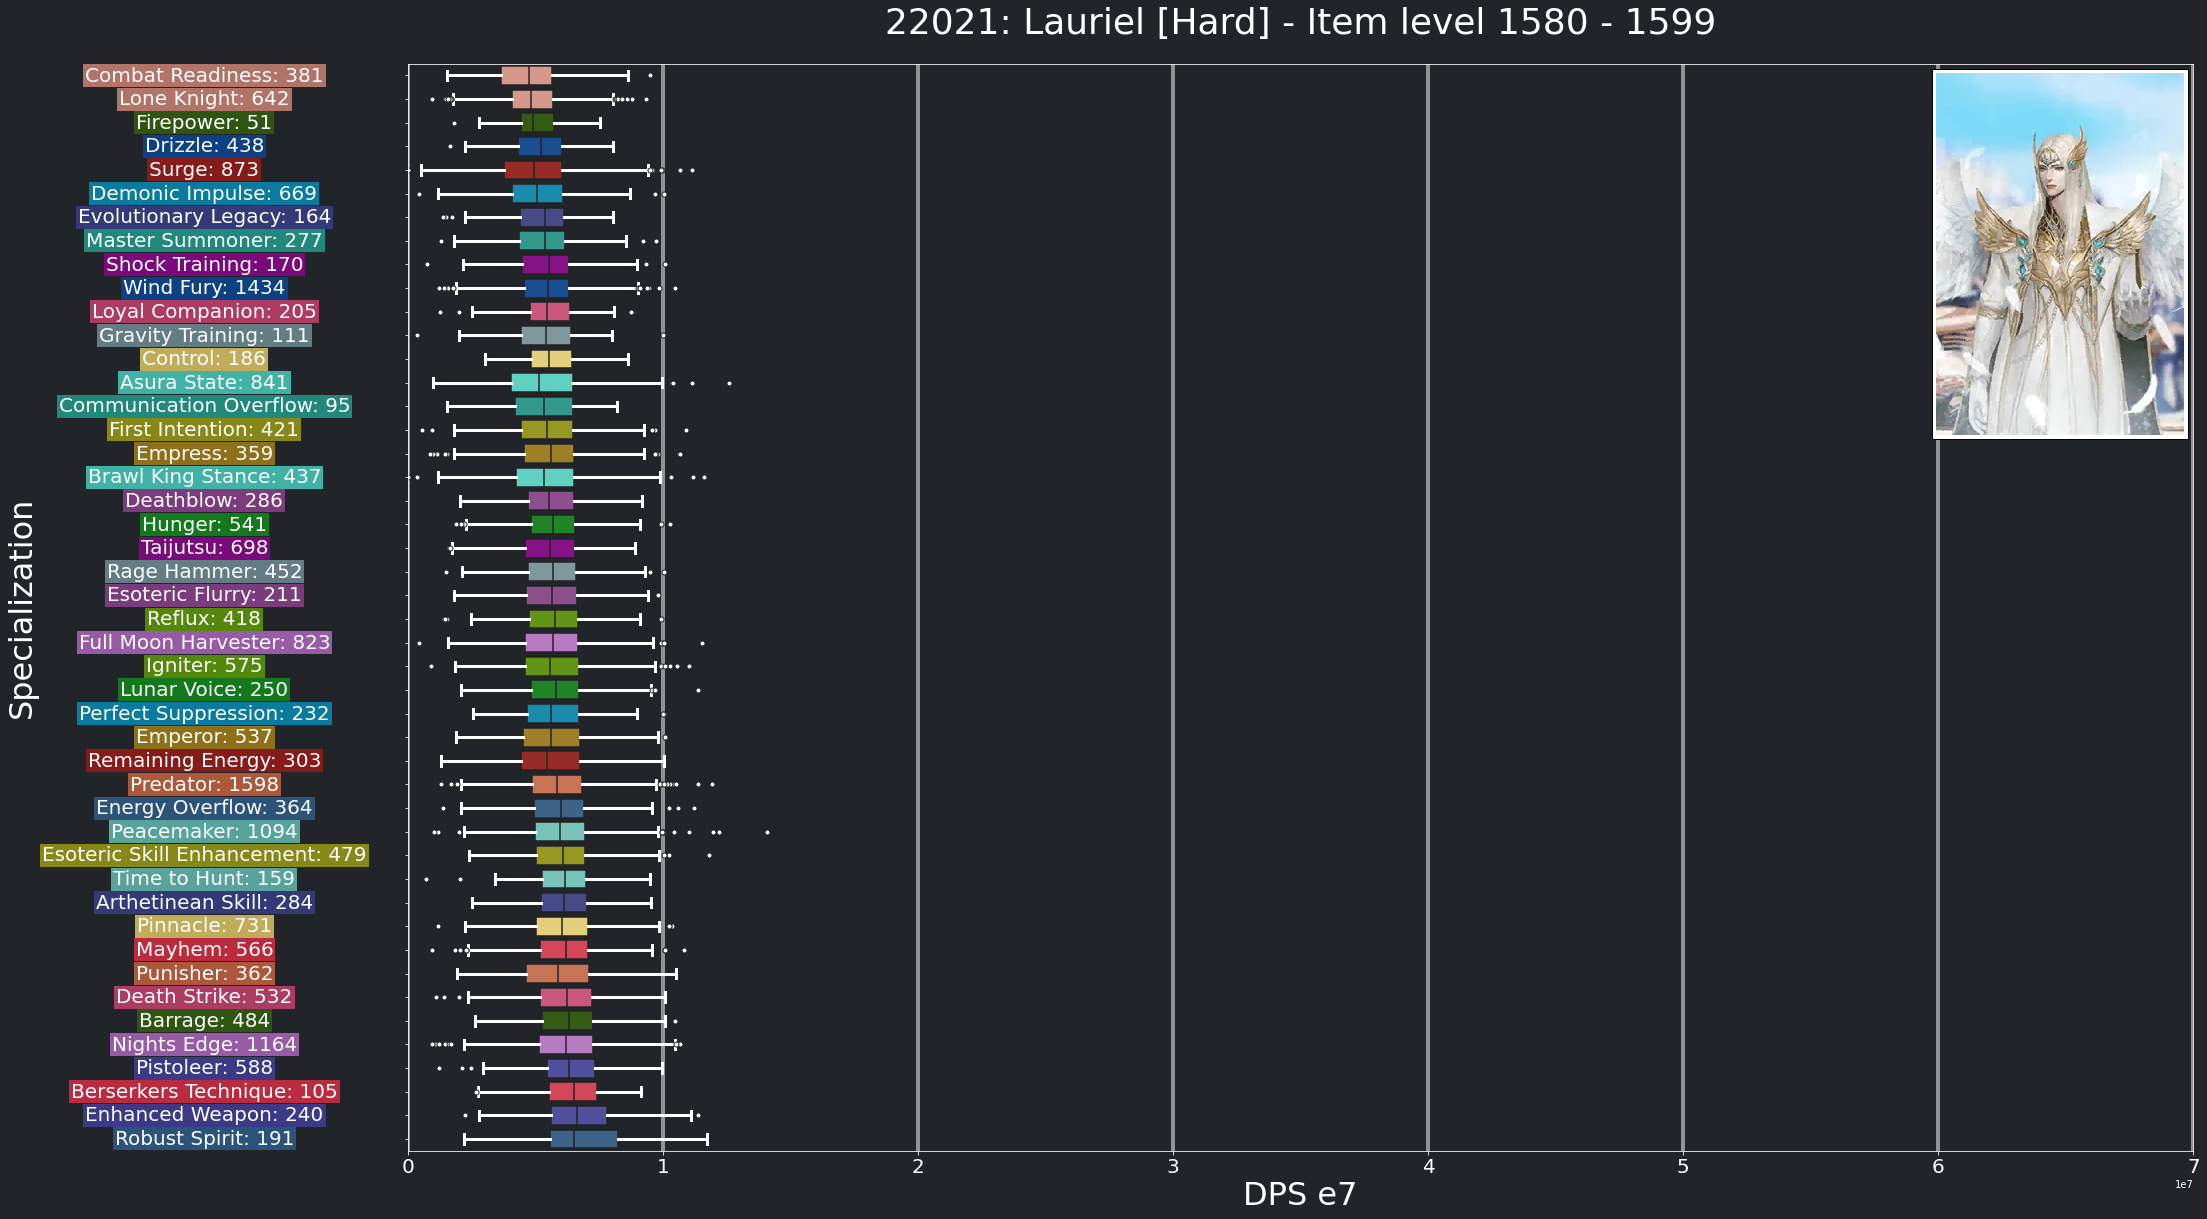 22021: Lauriel [Hard] - Item level 1580 - 1599
Specialization
Combat Readiness: 381
Lone Knight: 642
Firepower: 51
Drizzle: 438
Surge: 873
Demonic Impulse: 669
Evolutionary Legacy: 164
Master Summoner: 277
Shock Training: 170
Wind Fury: 1434
Loyal Companion: 205
Gravity Training: 111
Control: 186
Asura State: 841
Communication Overflow: 95
First Intention: 421
Empress: 359
Brawl King Stance: 437
Deathblow: 286
Hunger: 541
Taijutsu: 698
Rage Hammer: 452
Esoteric Flurry: 211
Reflux: 418
Full Moon Harvester: 823
Igniter: 575
Lunar Voice: 250
Perfect Suppression: 232
Emperor: 537
Remaining Energy: 303
Predator: 1598
Energy Overflow: 364
Peacemaker: 1094
Esoteric Skill Enhancement: 479
Time to Hunt: 159
Arthetinean Skill: 284
Pinnacle: 731
Mayhem: 566
Punisher: 362
Death Strike: 532
Barrage: 484
Nights Edge: 1164
Pistoleer: 588
Berserkers Technique: 105
Enhanced Weapon: 240
Robust Spirit: 191
0 1 2 3 4 5 6 7
1e7
DPS e7